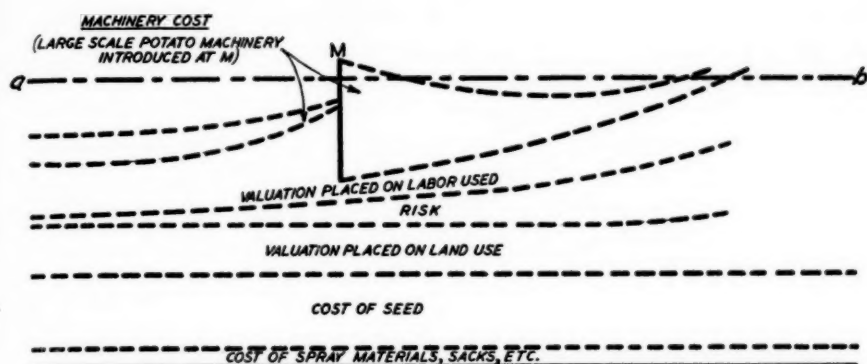 MACHINERY COST
(LARGE SCALE POTATO MACHINERY
INTRODUCED AT M)
M
a
b
VALUATION PLACED ON LABOR USED
RISK
VALUATION PLACED ON LAND USE
COST OF SEED
COST OF SPRAY MATERIALS, SACKS, ETC.